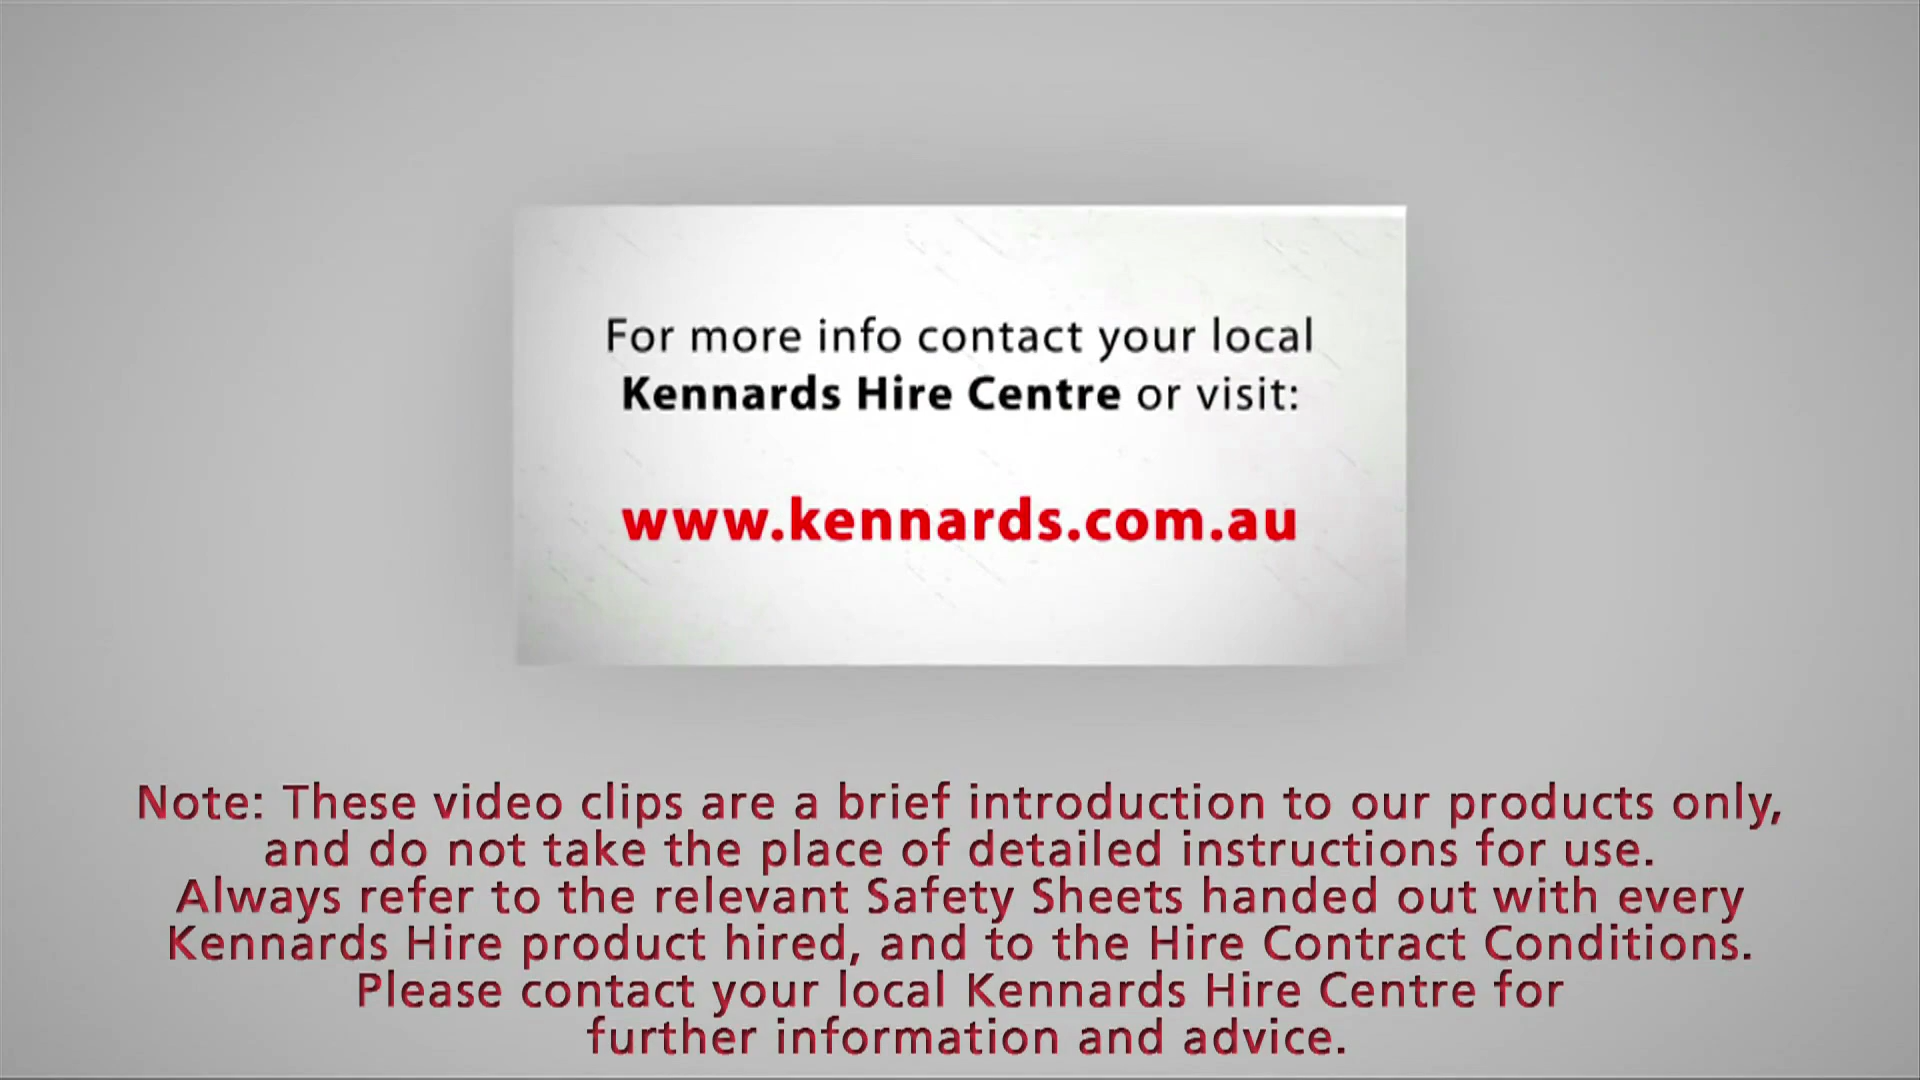 For more info contact your local
Kennards Hire Centre or visit:
www.kennards.com.au
Note: These video clips are a brief introduction to our products only,
and do not take the place of detailed instructions for use.
Always refer to the relevant Safety Sheets handed out with every
Kennards Hire product hired, and to the Hire Contract Conditions.
Please contact your local Kennards Hire Centre for
further information and advice.